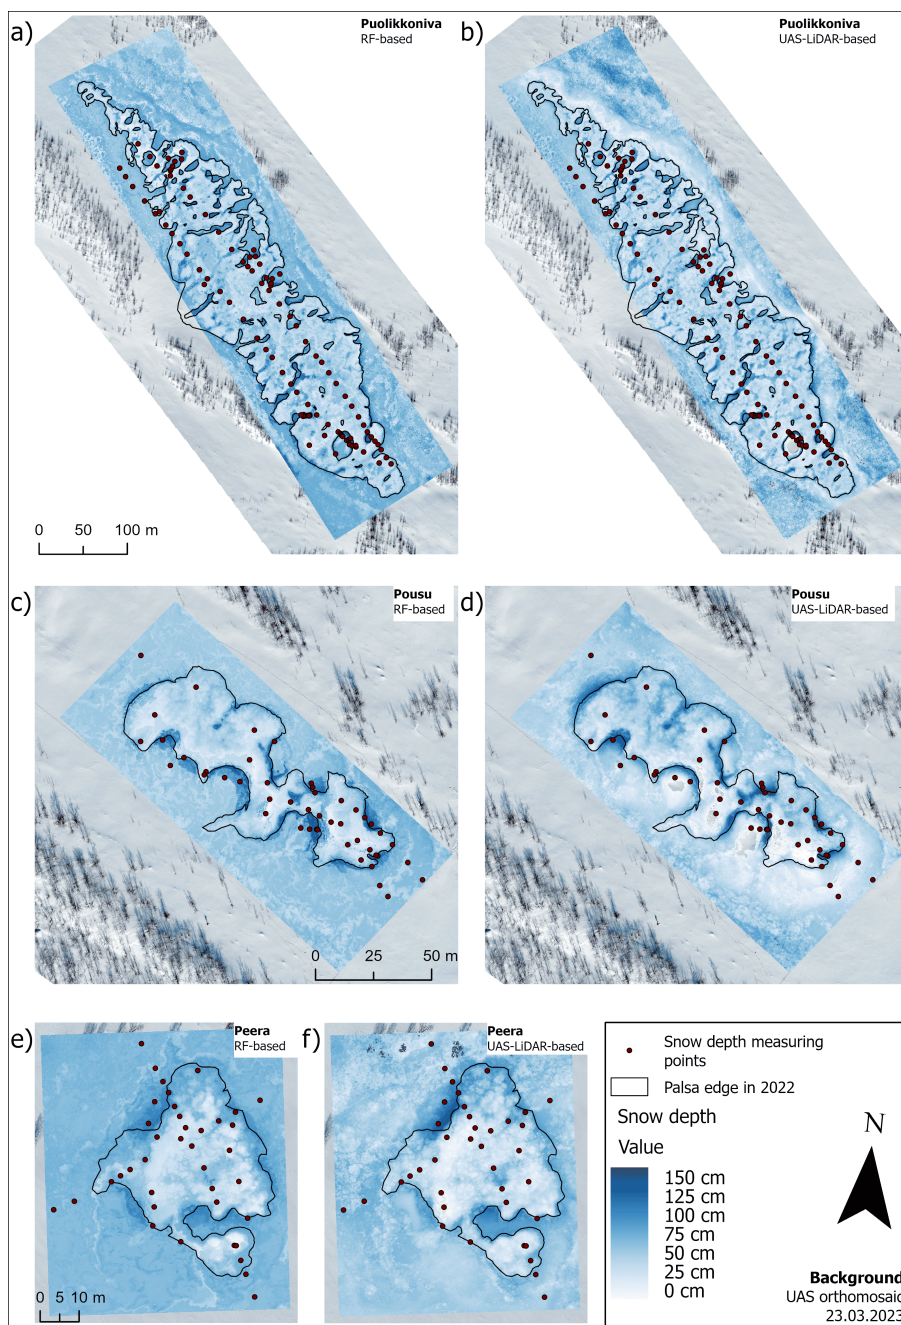 a)
Puolikkoniva
RF-based
b)
Puolikkoniva
UAS-LiDAR-based
0 50 100 m
c)
Pousu
RF-based
d)
Pousu
UAS-LiDAR-based
0 25 50 m
e)
Peera
RF-based
f)
Peera
UAS-LiDAR-based
0 5 10 m
Snow depth measuring
points
Palsa edge in 2022
Snow depth
Value
150 cm
125 cm
100 cm
75 cm
50 cm
25 cm
0 cm
N
Background
UAS orthomosaic
23.03.2023